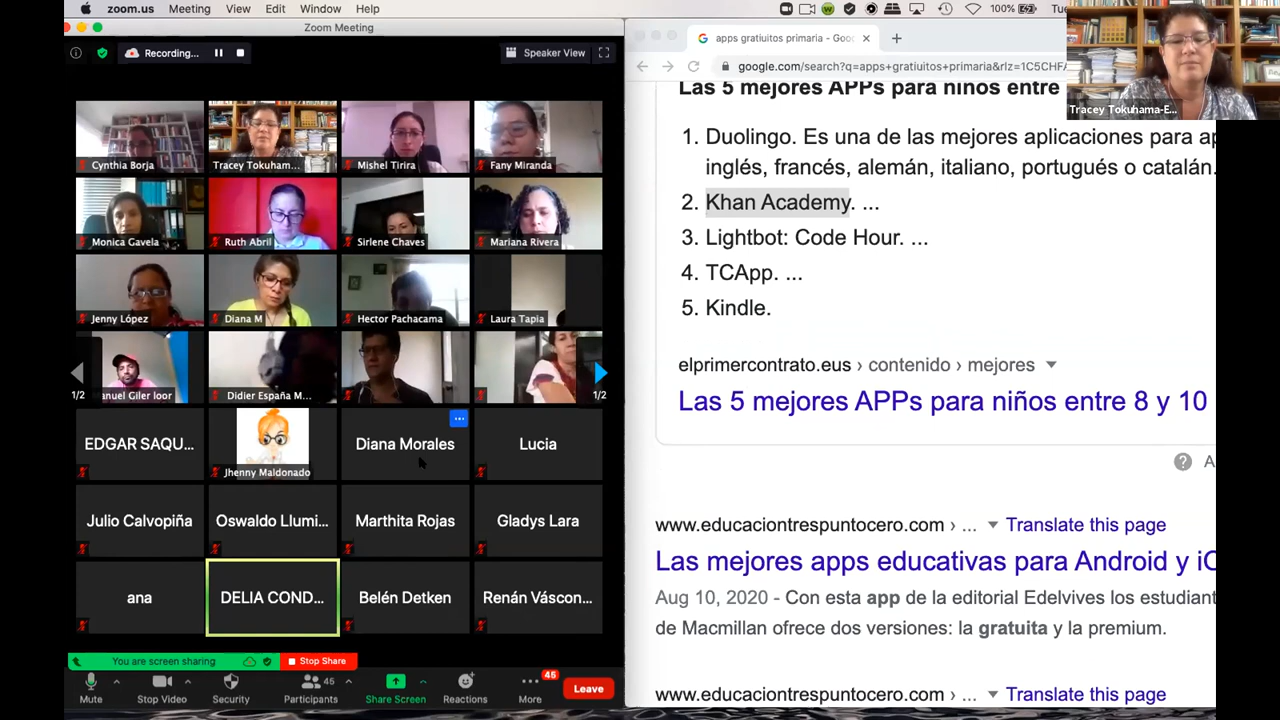 zoom.us Meeting View Edit Window Help
100%
Tue
Zoom Meeting
Recording...
Speaker View
Cynthia Borja
Tracey Tokuham...
Mishel Tirira
Fany Miranda
Monica Gavela
Ruth Abril
Sirlene Chaves
Mariana Rivera
Jenny López
Diana M
Hector Pachacama
Laura Tapia
anuel Giler loor
Didier España M...
1/2
1/2
EDGAR SAQU...
Jhenny Maldonado
Diana Morales
Lucia
Julio Calvopiña
Oswaldo Llumi...
Marthita Rojas
Gladys Lara
ana
DELIA COND...
Belén Detken
Renán Váscon...
You are screen sharing
Stop Share
45
45
Mute
Stop Video
Security
Participants
Share Screen
Reactions
More
Leave
apps gratiuitos primaria - Goo
google.com/search?q=apps+gratiuitos+primaria&rlz=1C5CHFA
Tracey Tokuhama-E...
Las 5 mejores APPs para niños entre
1. Duolingo. Es una de las mejores aplicaciones para ap
inglés, francés, alemán, italiano, portugués o catalán.
2. Khan Academy. ...
3. Lightbot: Code Hour. ...
4. TCApp. ...
5. Kindle.
elprimercontrato.eus › contenido › mejores
Las 5 mejores APPs para niños entre 8 y 10
A
www.educaciontrespuntocero.com › ... Translate this page
Las mejores apps educativas para Android y iO
Aug 10, 2020 - Con esta app de la editorial Edelvives los estudiant
de Macmillan ofrece dos versiones: la gratuita y la premium.
www.educaciontrespuntocero.com › ... Translate this page